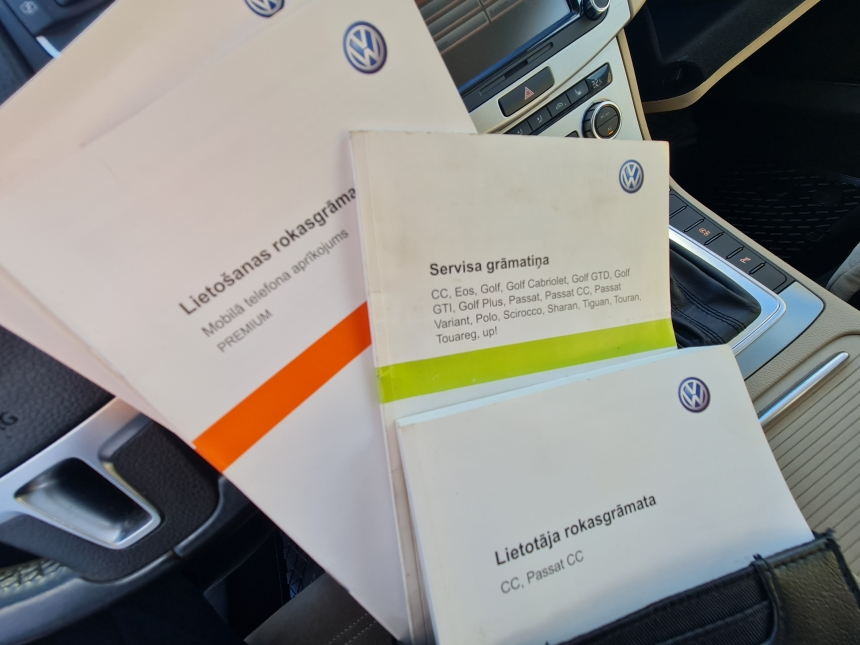 Lietošanas rokasgrāma
Mobilā telefona aprīkojums
PREMIUM
Servisa grāmatiņa
CC, Eos, Golf, Golf Cabriolet, Golf GTD, Golf
GTI, Golf Plus, Passat, Passat CC, Passat
Variant, Polo, Scirocco, Sharan, Tiguan, Touran,
Touareg, up!
Lietotāja rokasgrāmata
CC, Passat CC